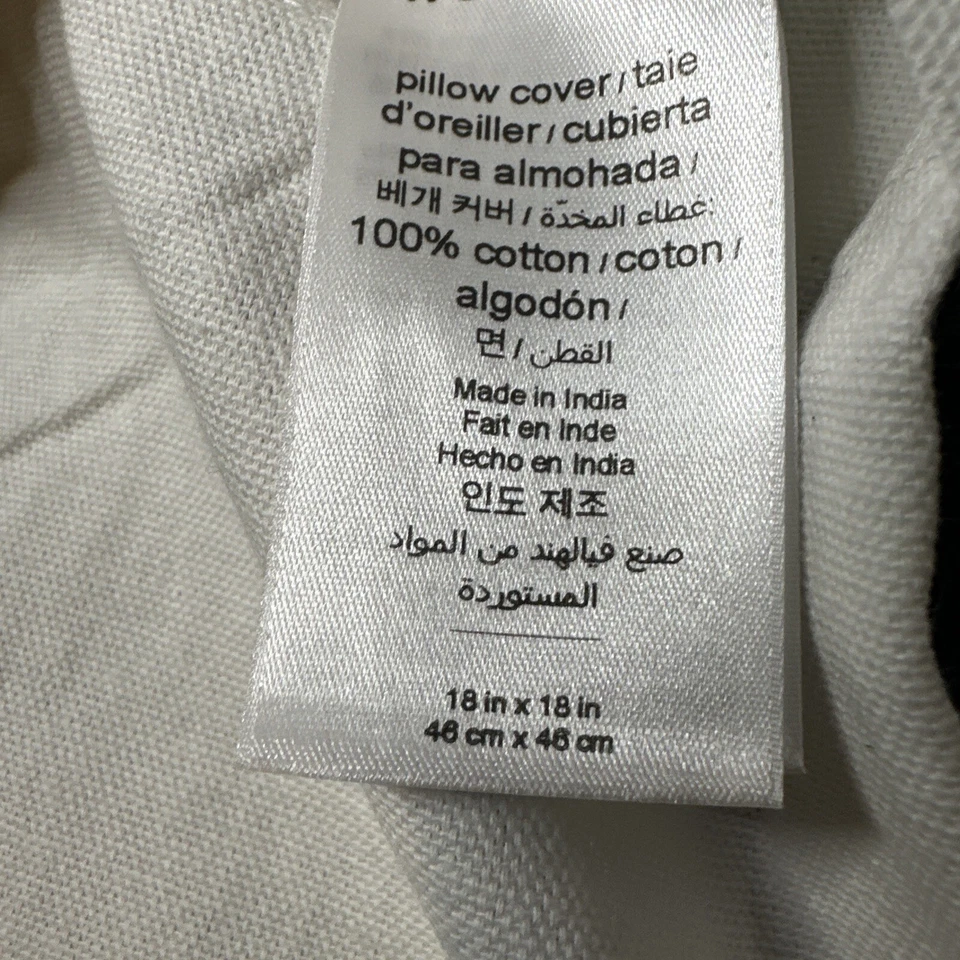 pillow cover / taie
d'oreiller / cubierta
para almohada /
베개 커버 / غطاء المخدّة:
100% cotton / coton /
algodón /
면 / القطن
Made in India
Fait en Inde
Hecho en India
인도 제조
صنع فيالهند من المواد
المستوردة
18 in x 18 in
46 cm x 46 cm